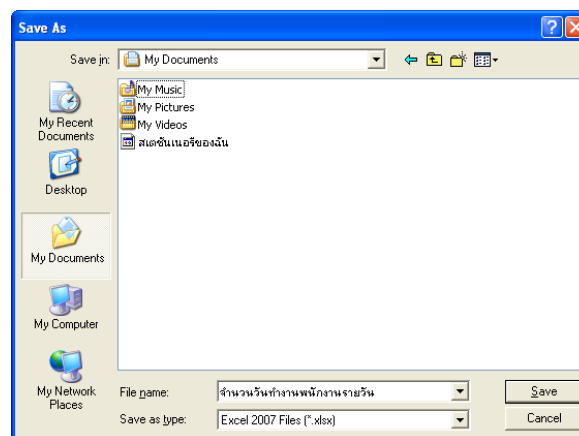 Save As
Save in:
My Documents
My Recent
Documents
Desktop
My Documents
My Computer
My Network
Places
My Music
My Pictures
My Videos
สเตชันเนอรีของฉัน
File name:
จำนวนวันทำงานพนักงานรายวัน
Save
Save as type:
Excel 2007 Files (*.xlsx)
Cancel